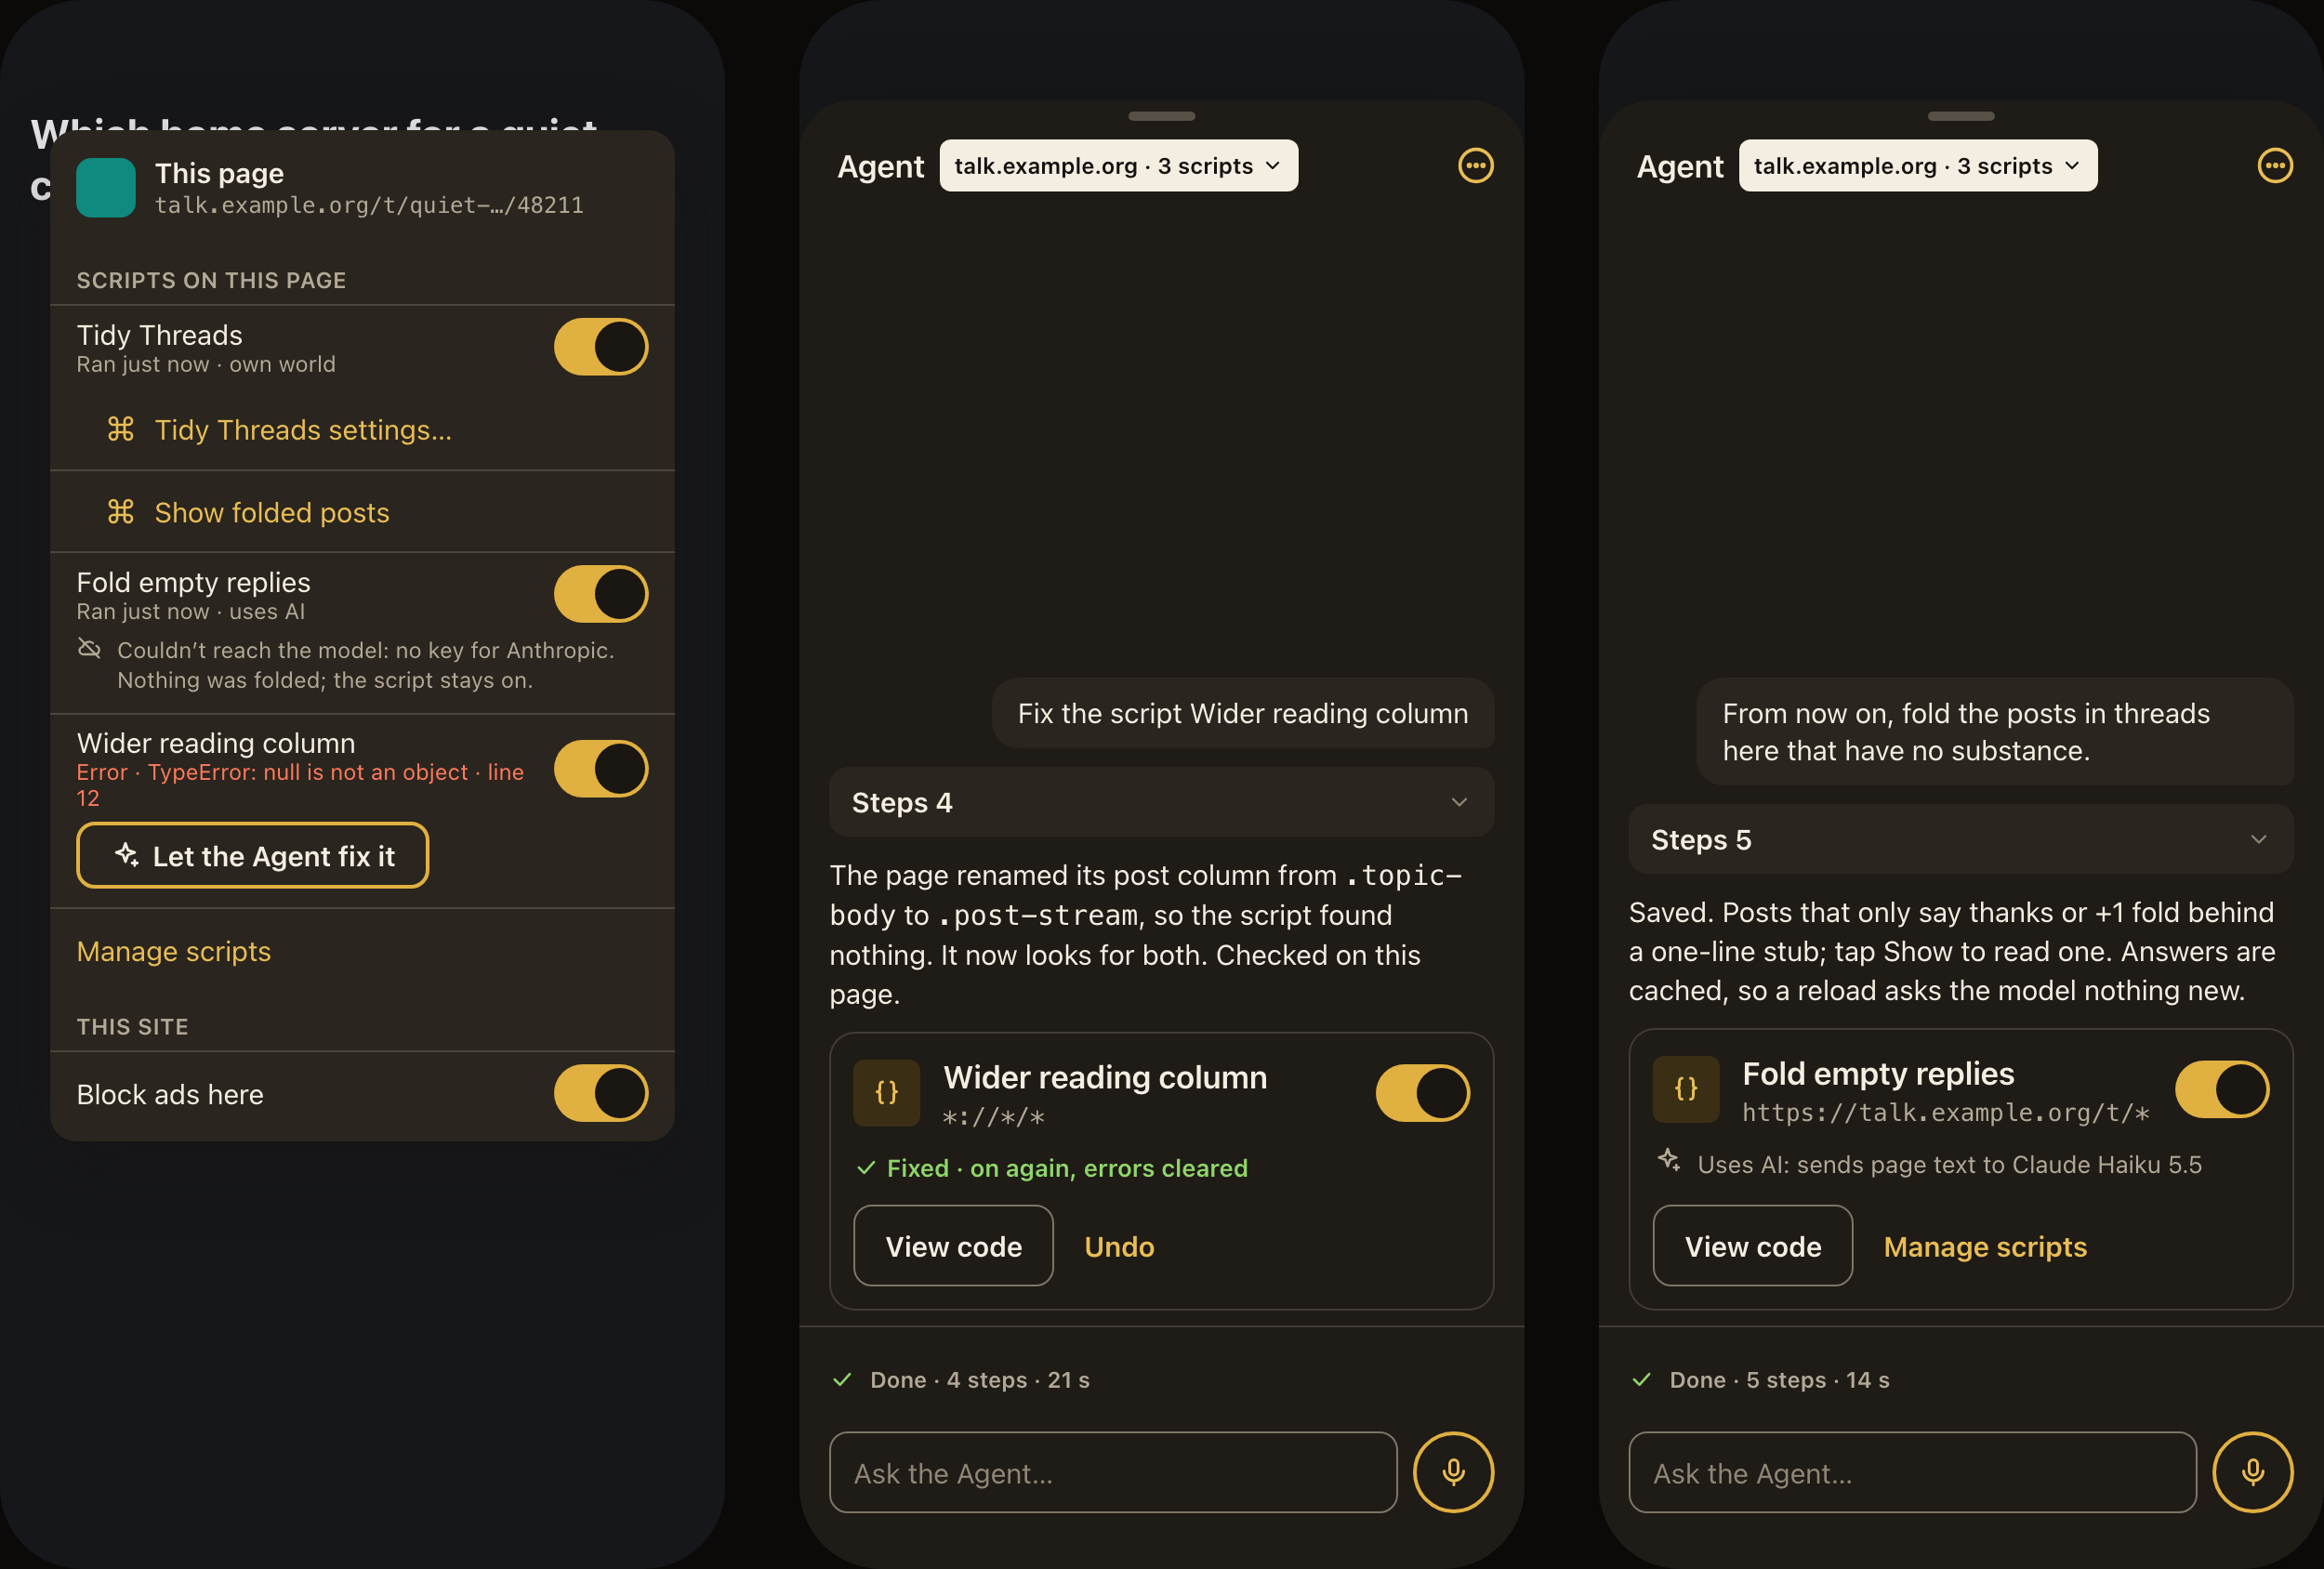 Which home server for a quiet
This page
talk.example.org/t/quiet-…/48211
SCRIPTS ON THIS PAGE
Tidy Threads
Ran just now · own world
⌘ Tidy Threads settings…
⌘ Show folded posts
Fold empty replies
Ran just now · uses AI
Couldn’t reach the model: no key for Anthropic.
Nothing was folded; the script stays on.
Wider reading column
Error · TypeError: null is not an object · line
12
Let the Agent fix it
Manage scripts
THIS SITE
Block ads here
Agent
talk.example.org · 3 scripts
Fix the script Wider reading column
Steps 4
The page renamed its post column from .topic-
body to .post-stream, so the script found
nothing. It now looks for both. Checked on this
page.
{} Wider reading column
*://*/*
Fixed · on again, errors cleared
View code
Undo
Done · 4 steps · 21 s
Ask the Agent…
Agent
talk.example.org · 3 scripts
From now on, fold the posts in threads
here that have no substance.
Steps 5
Saved. Posts that only say thanks or +1 fold behind
a one-line stub; tap Show to read one. Answers are
cached, so a reload asks the model nothing new.
{} Fold empty replies
https://talk.example.org/t/*
Uses AI: sends page text to Claude Haiku 5.5
View code
Manage scripts
Done · 5 steps · 14 s
Ask the Agent…